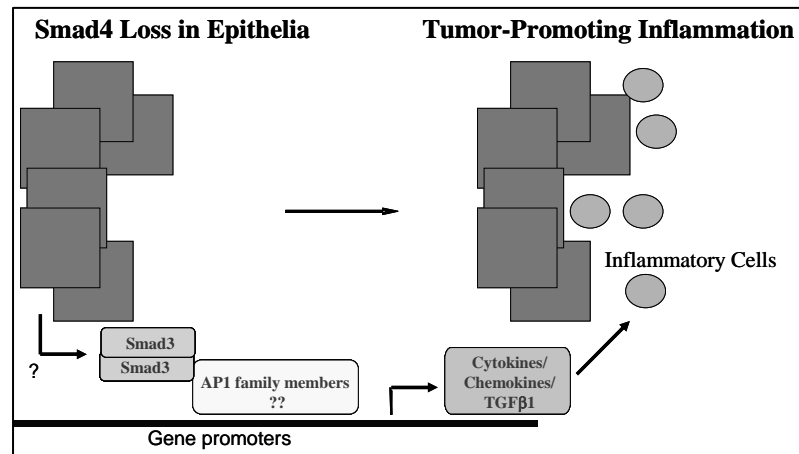 Smad4 Loss in Epithelia
Tumor-Promoting Inflammation
Inflammatory Cells
?
Smad3
Smad3
AP1 family members
??
Cytokines/
Chemokines/
TGFβ1
Gene promoters